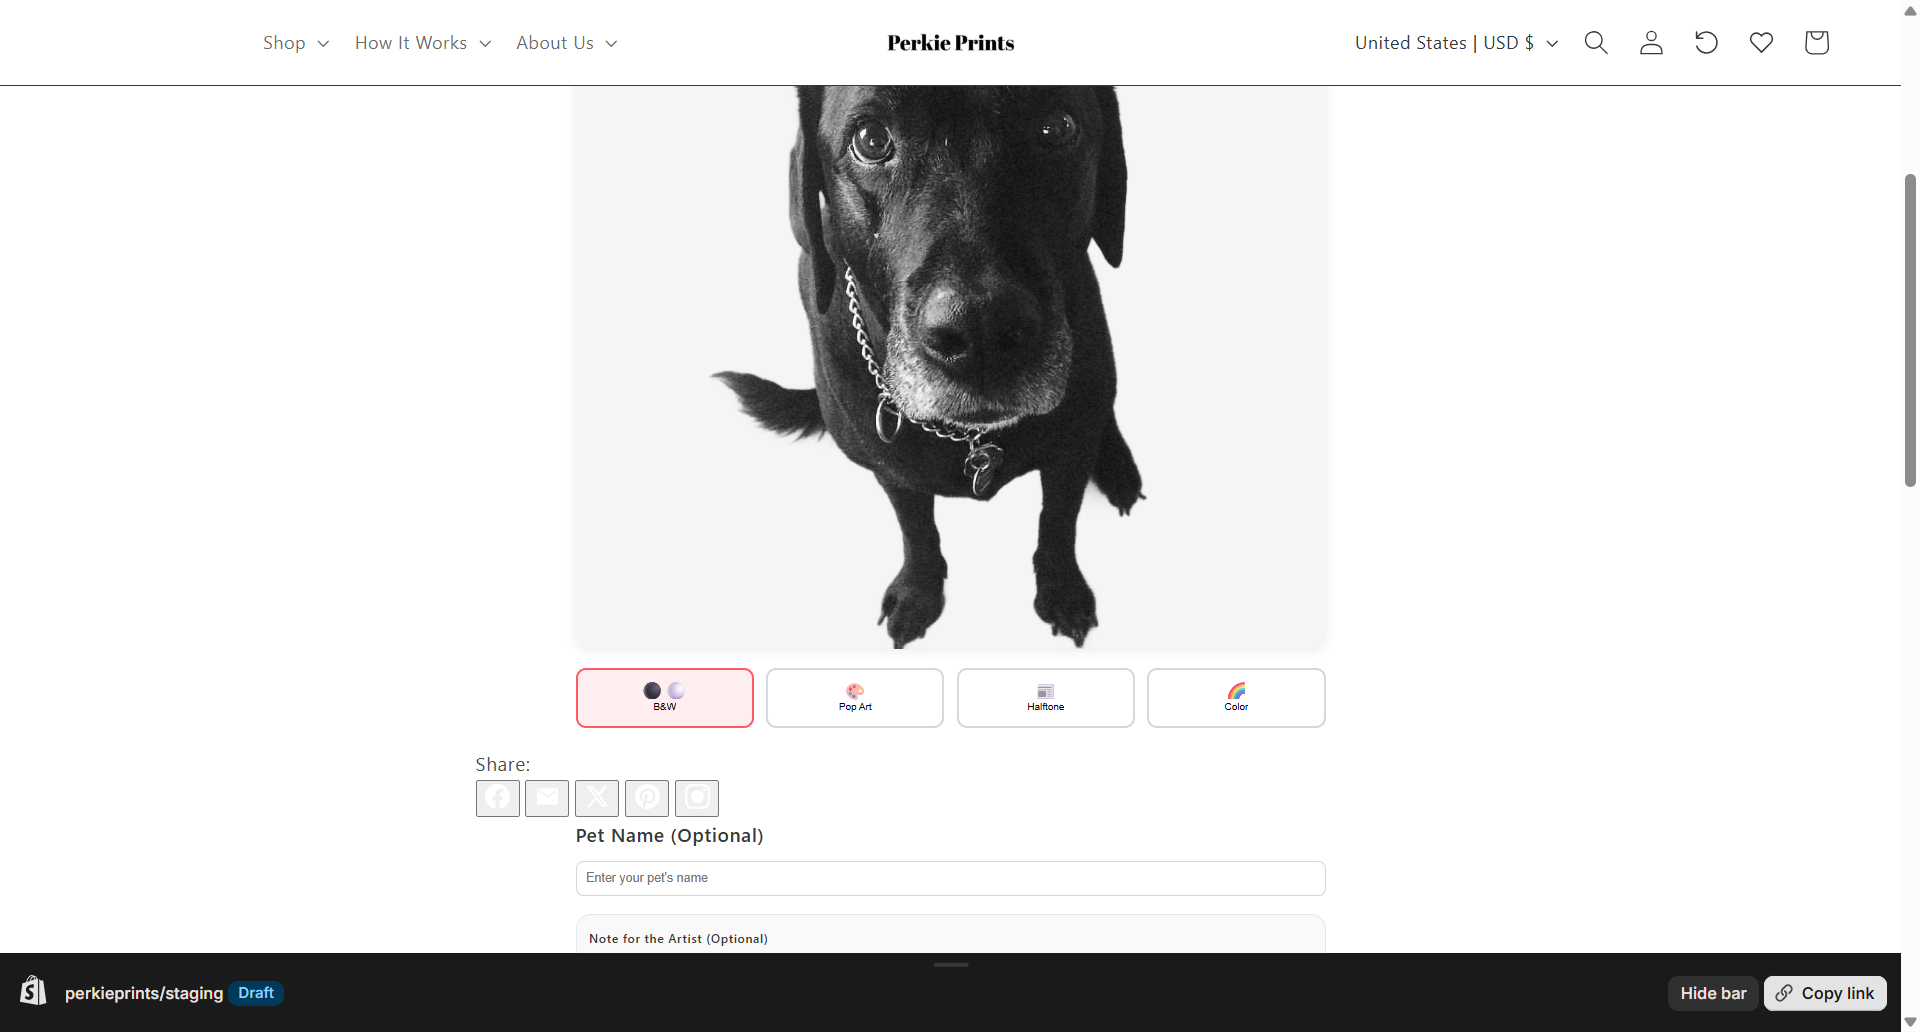 Shop
How It Works
About Us
Perkie Prints
United States | USD $
B&W
Pop Art
Halftone
Color
Share:
Pet Name (Optional)
Enter your pet's name
Note for the Artist (Optional)
perkieprints/staging
Draft
Hide bar
Copy link